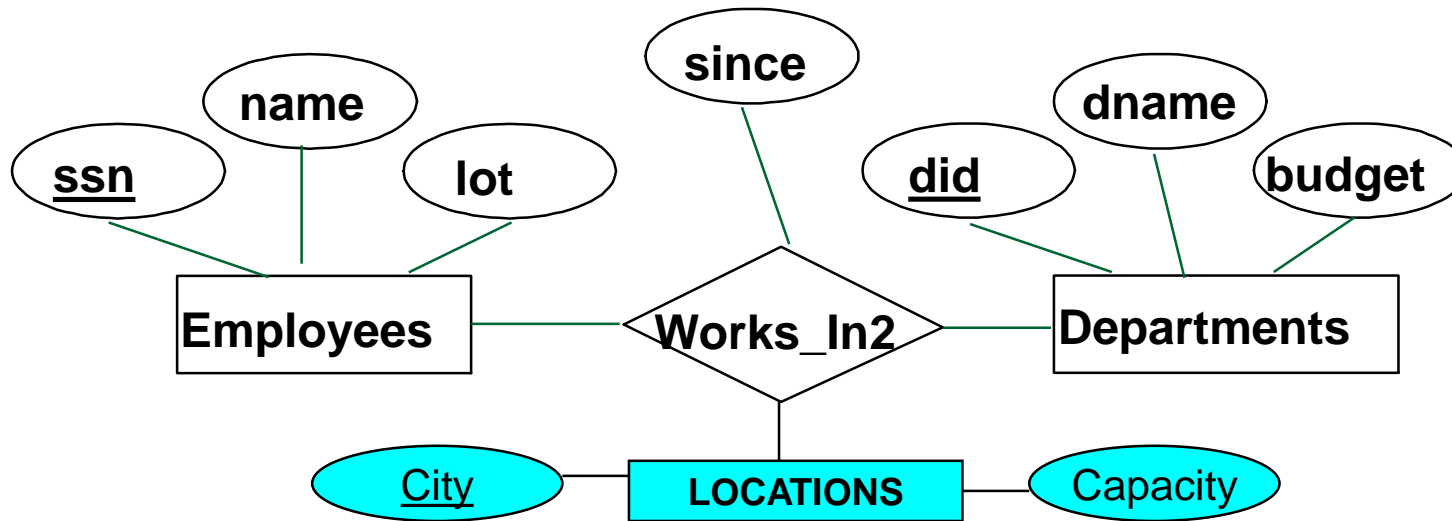 since
name
dname
ssn
lot
did
budget
Employees
Works_In2
Departments
City
LOCATIONS
Capacity